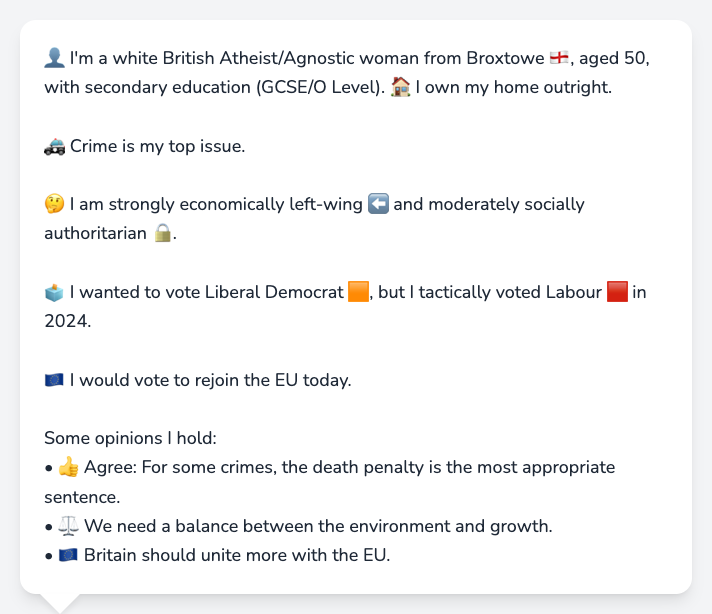 👤 I'm a white British Atheist/Agnostic woman from Broxtowe 🏴󠁧󠁢󠁥󠁮󠁧󠁿, aged 50,
with secondary education (GCSE/O Level). 🏠 I own my home outright.
🚓 Crime is my top issue.
🤔 I am strongly economically left-wing ⬅️ and moderately socially
authoritarian 🔒.
🗳️ I wanted to vote Liberal Democrat 🟧, but I tactically voted Labour 🟥 in
2024.
🇪🇺 I would vote to rejoin the EU today.
Some opinions I hold:
• 👍 Agree: For some crimes, the death penalty is the most appropriate
sentence.
• ⚖️ We need a balance between the environment and growth.
• 🇪🇺 Britain should unite more with the EU.